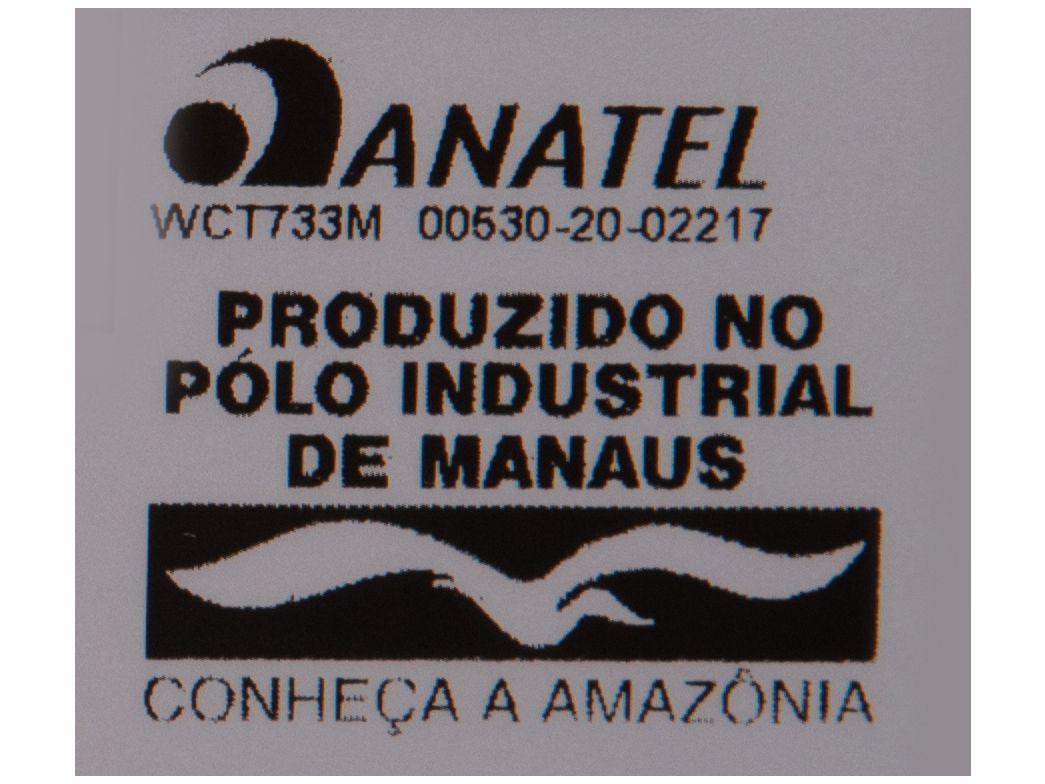 ANATEL
WCT733M 00530-20-02217
PRODUZIDO NO
PÓLO INDUSTRIAL
DE MANAUS
CONHEÇA A AMAZÔNIA